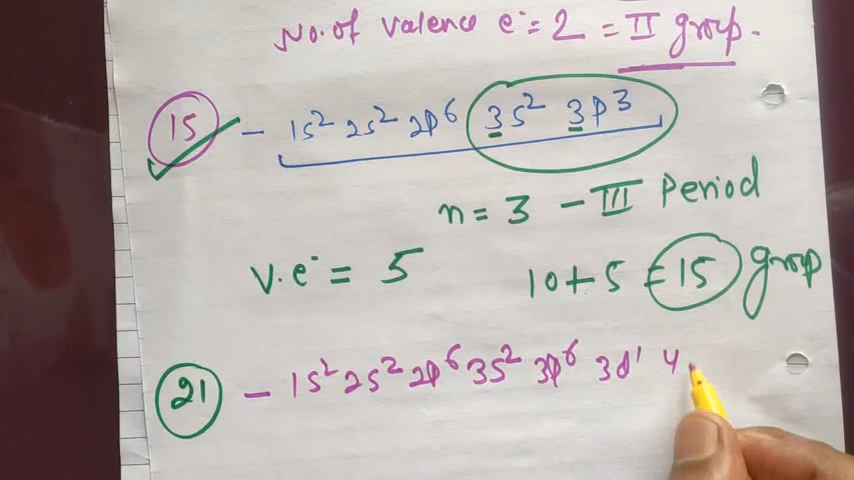 No. of valence e⁻ = 2 = II group.
15 - 1s² 2s² 2p⁶ 3s² 3p³
n = 3 - III Period
V.e⁻ = 5 10 + 5 = 15 group
21 - 1s² 2s² 2p⁶ 3s² 3p⁶ 3d¹ 4